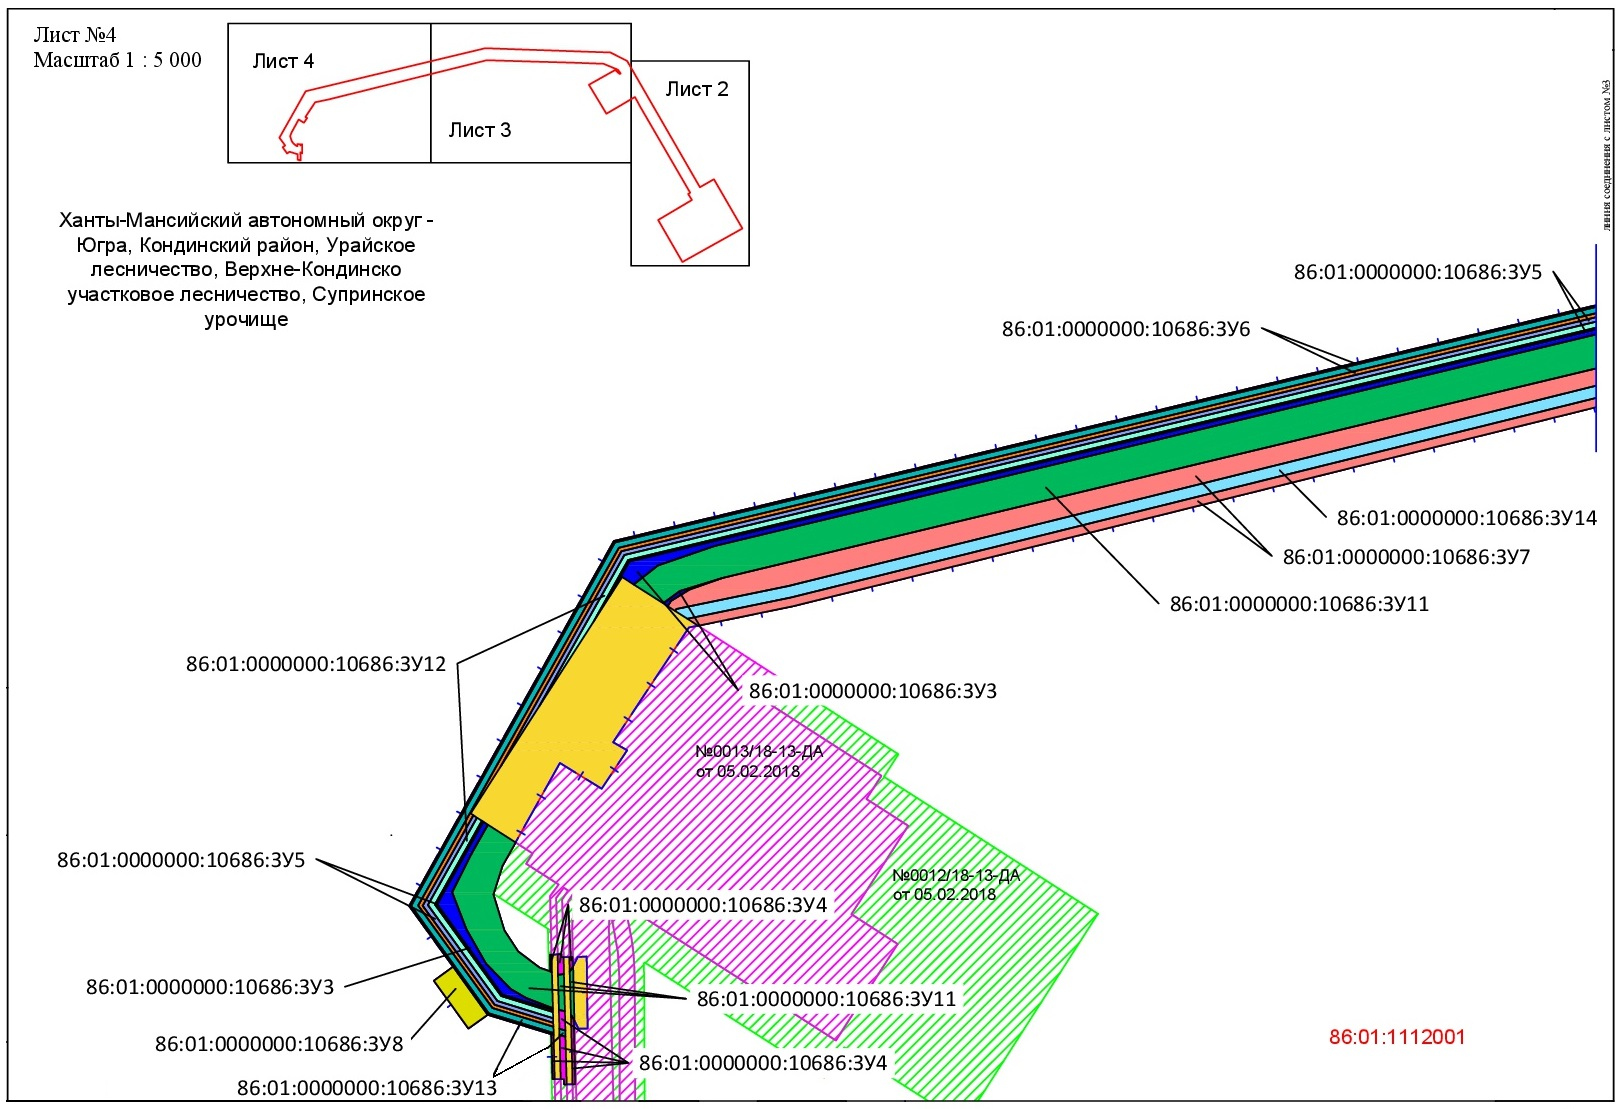 Лист №4
Масштаб 1 : 5 000
Лист 4
Лист 3
Лист 2
линия соединения с листом №3
Ханты-Мансийский автономный округ -
Югра, Кондинский район, Урайское
лесничество, Верхне-Кондинско
участковое лесничество, Супринское
урочище
86:01:0000000:10686:ЗУ5
86:01:0000000:10686:ЗУ6
86:01:0000000:10686:ЗУ14
86:01:0000000:10686:ЗУ7
86:01:0000000:10686:ЗУ11
86:01:0000000:10686:ЗУ12
86:01:0000000:10686:ЗУ3
№0013/18-13-ДА
от 05.02.2018
86:01:0000000:10686:ЗУ5
№0012/18-13-ДА
от 05.02.2018
86:01:0000000:10686:ЗУ4
86:01:0000000:10686:ЗУ3
86:01:0000000:10686:ЗУ11
86:01:0000000:10686:ЗУ8
86:01:1112001
86:01:0000000:10686:ЗУ4
86:01:0000000:10686:ЗУ13